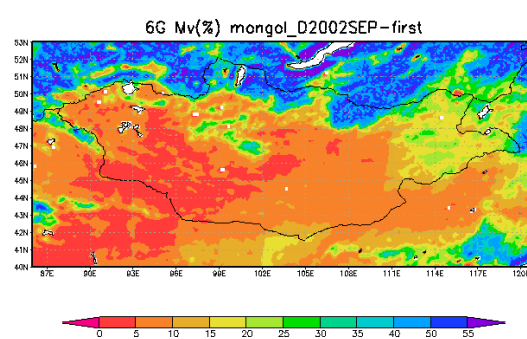 6G Mv(%) mongol_D2002SEP-first
53N
52N
51N
50N
49N
48N
47N
46N
45N
44N
43N
42N
41N
40N
87E 90E 93E 96E 99E 102E 105E 108E 111E 114E 117E 120E
0 5 10 15 20 25 30 35 40 50 55